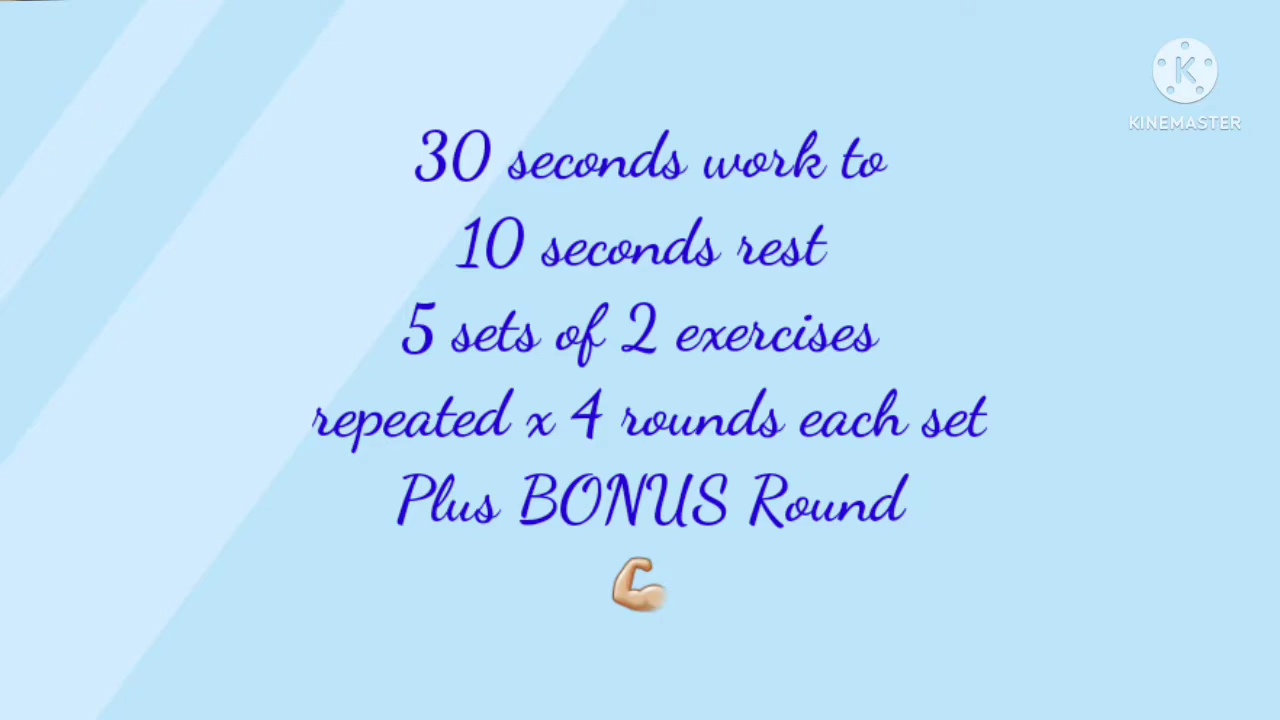 K
KINEMASTER
30 seconds work to
10 seconds rest
5 sets of 2 exercises
repeated x 4 rounds each set
Plus BONUS Round
💪🏼